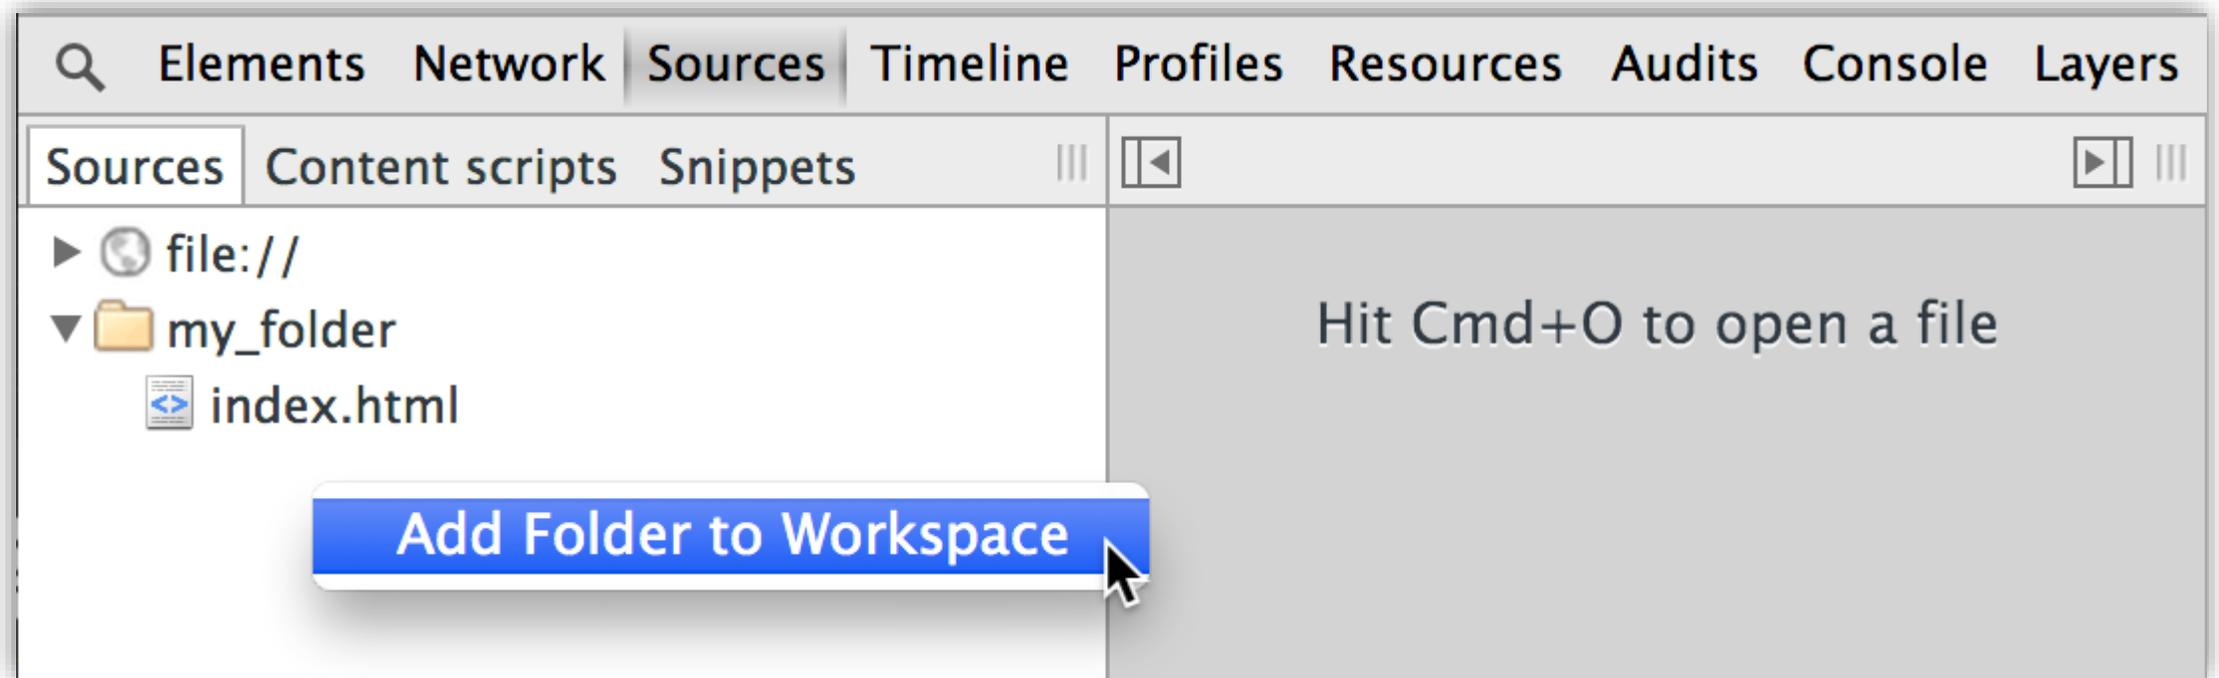 Elements Network Sources Timeline Profiles Resources Audits Console Layers
Sources Content scripts Snippets
file://
my_folder
index.html
Add Folder to Workspace
Hit Cmd+O to open a file